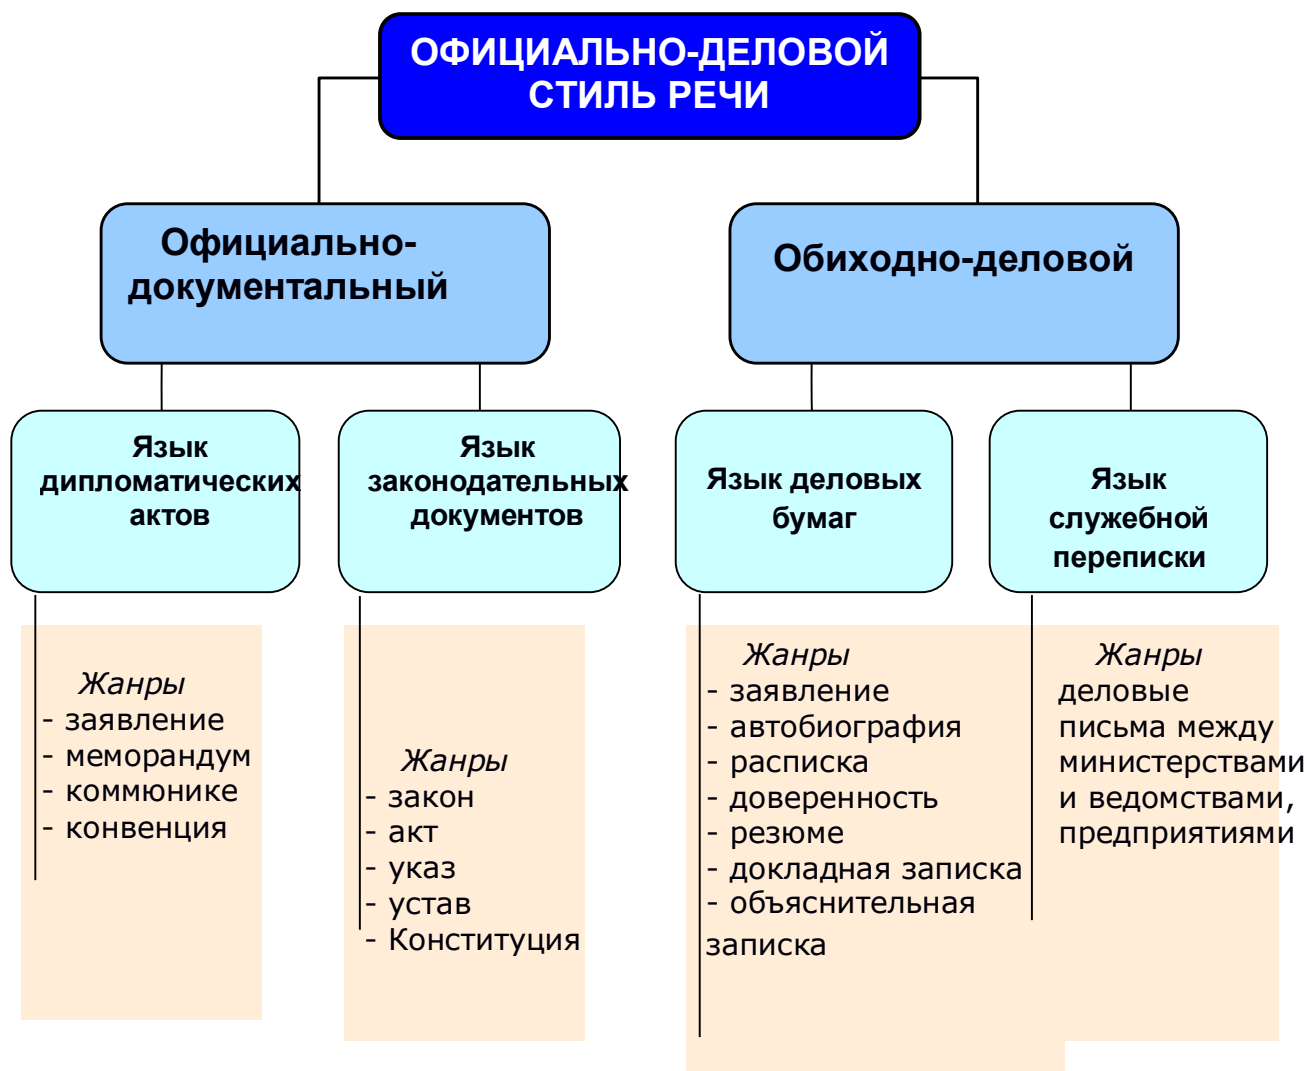 ОФИЦИАЛЬНО-ДЕЛОВОЙ
СТИЛЬ РЕЧИ
Официально-
документальный
Обиходно-деловой
Язык
дипломатических
актов
Язык
законодательных
документов
Язык деловых
бумаг
Язык
служебной
переписки
Жанры
- заявление
- меморандум
- коммюнике
- конвенция
Жанры
- закон
- акт
- указ
- устав
- Конституция
Жанры
- заявление
- автобиография
- расписка
- доверенность
- резюме
- докладная записка
- объяснительная
записка
Жанры
деловые
письма между
министерствами
и ведомствами,
предприятиями